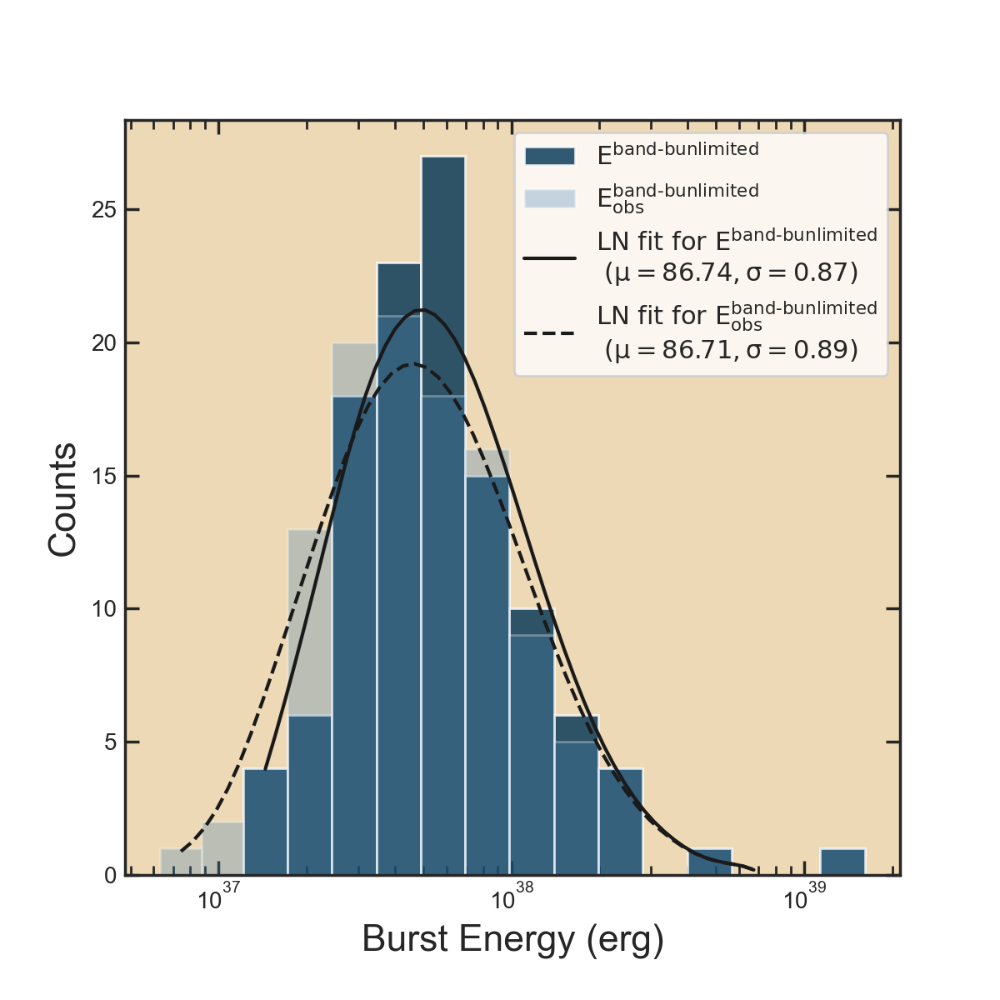 E^band-bunlimited
E_obs^band-bunlimited
LN fit for E^band-bunlimited
(μ = 86.74, σ = 0.87)
LN fit for E_obs^band-bunlimited
(μ = 86.71, σ = 0.89)
25
20
15
10
5
0
Counts
10^37 10^38 10^39
Burst Energy (erg)